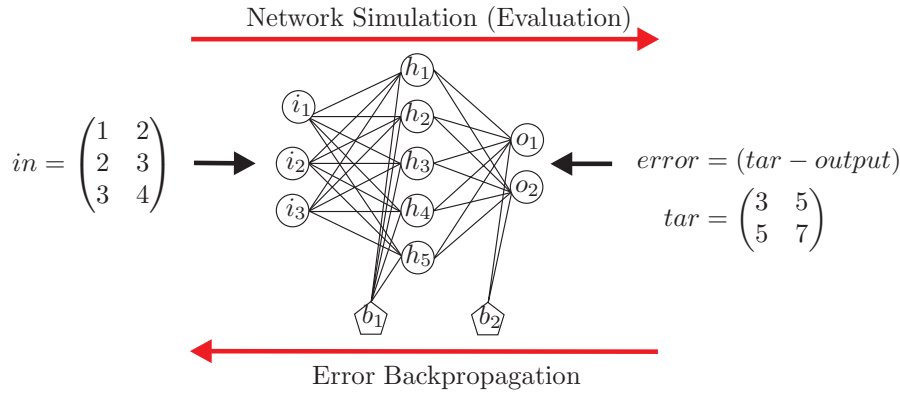 Network Simulation (Evaluation)
h₁
i₁
h₂
o₁
in = (1 2
2 3
3 4)
i₂
h₃
error = (tar − output)
o₂
i₃
h₄
tar = (3 5
5 7)
h₅
b₁
b₂
Error Backpropagation